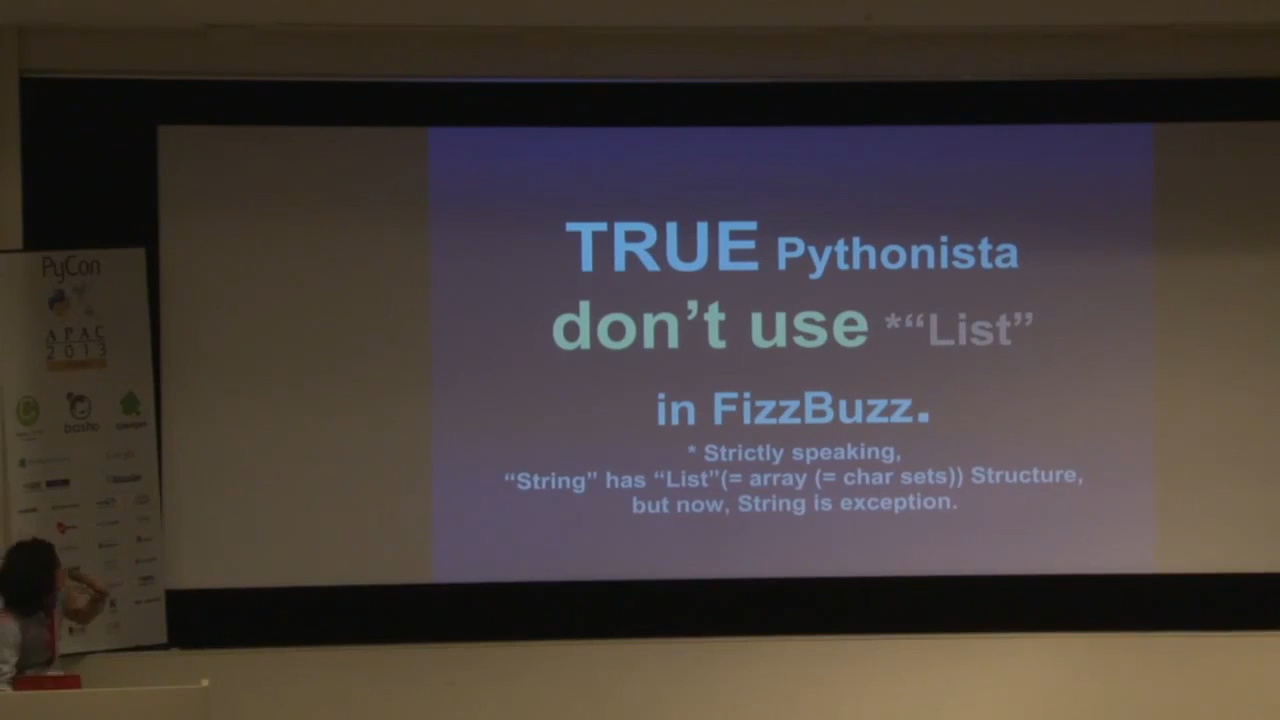 TRUE Pythonista
don’t use *“List”
in FizzBuzz.
* Strictly speaking,
“String” has “List”(= array (= char sets)) Structure,
but now, String is exception.
PyCon
APAC
2013
basho